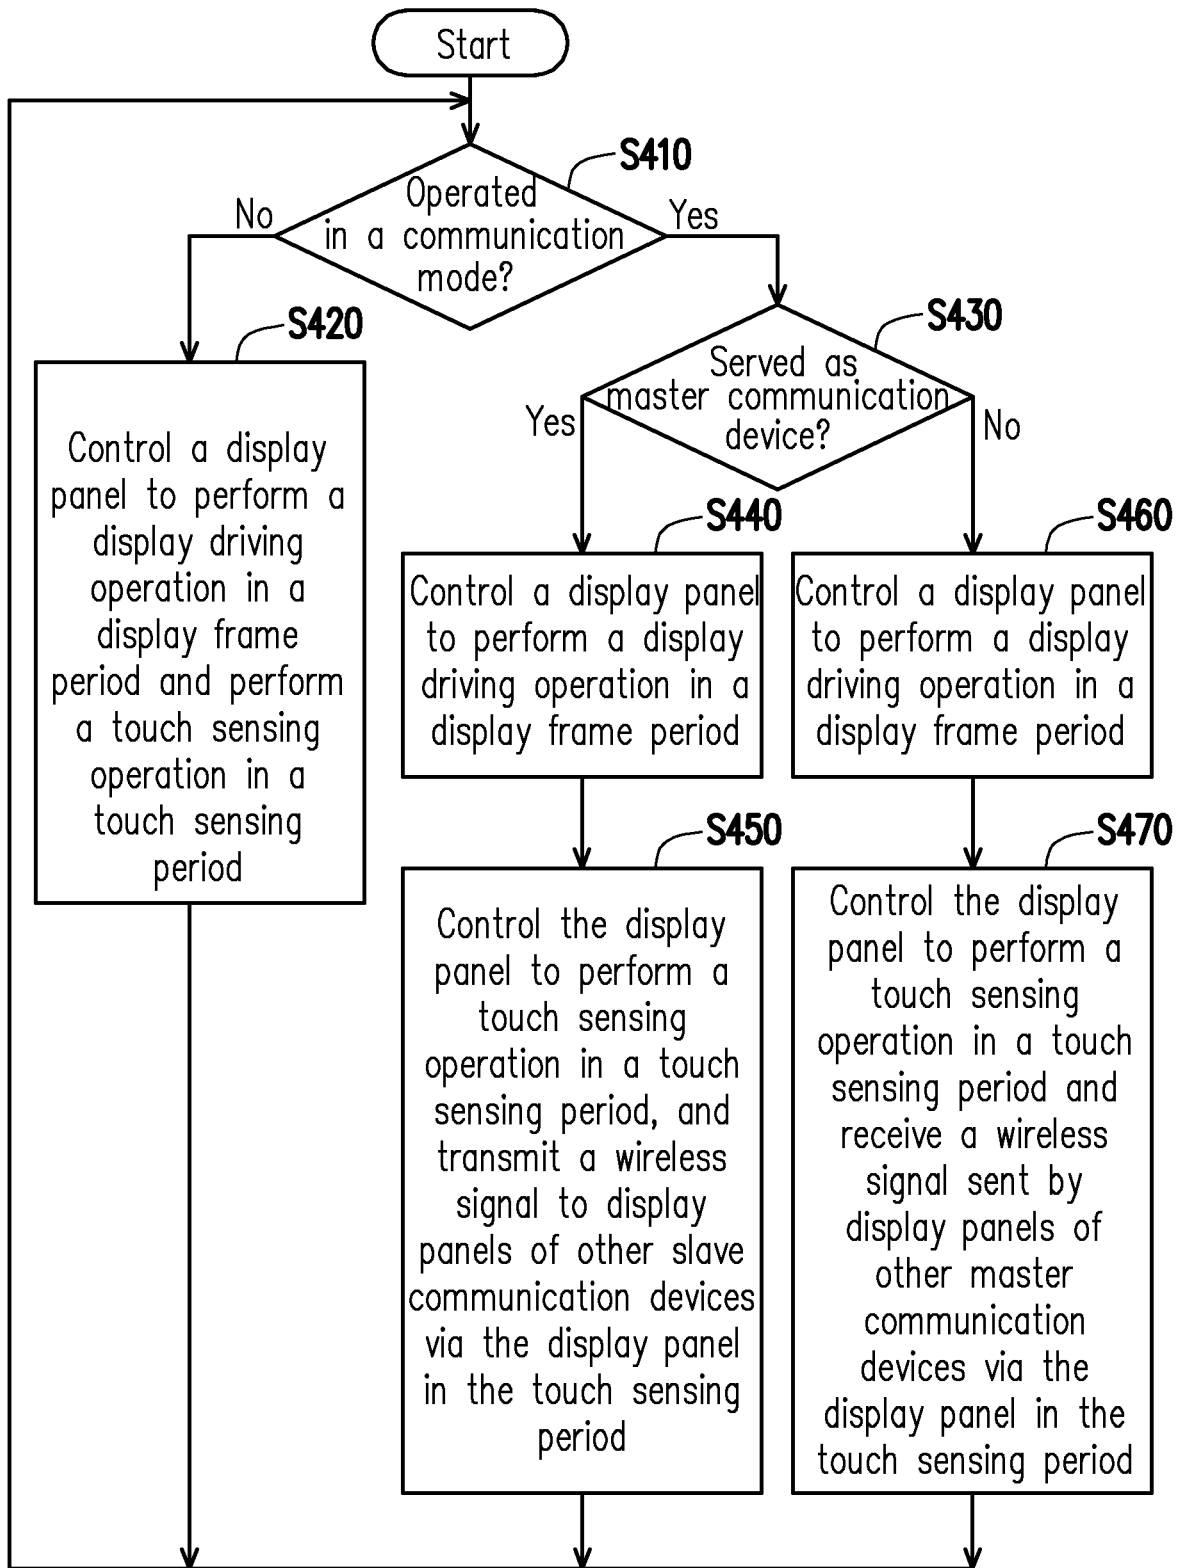 Start
S410
Operated
in a communication
mode?
No
Yes
S420
Control a display
panel to perform a
display driving
operation in a
display frame
period and perform
a touch sensing
operation in a
touch sensing
period
S430
Served as
master communication
device?
Yes
No
S440
Control a display panel
to perform a display
driving operation in a
display frame period
S460
Control a display panel
to perform a display
driving operation in a
display frame period
S450
Control the display
panel to perform a
touch sensing
operation in a touch
sensing period, and
transmit a wireless
signal to display
panels of other slave
communication devices
via the display panel
in the touch sensing
period
S470
Control the display
panel to perform a
touch sensing
operation in a touch
sensing period and
receive a wireless
signal sent by
display panels of
other master
communication
devices via the
display panel in the
touch sensing period